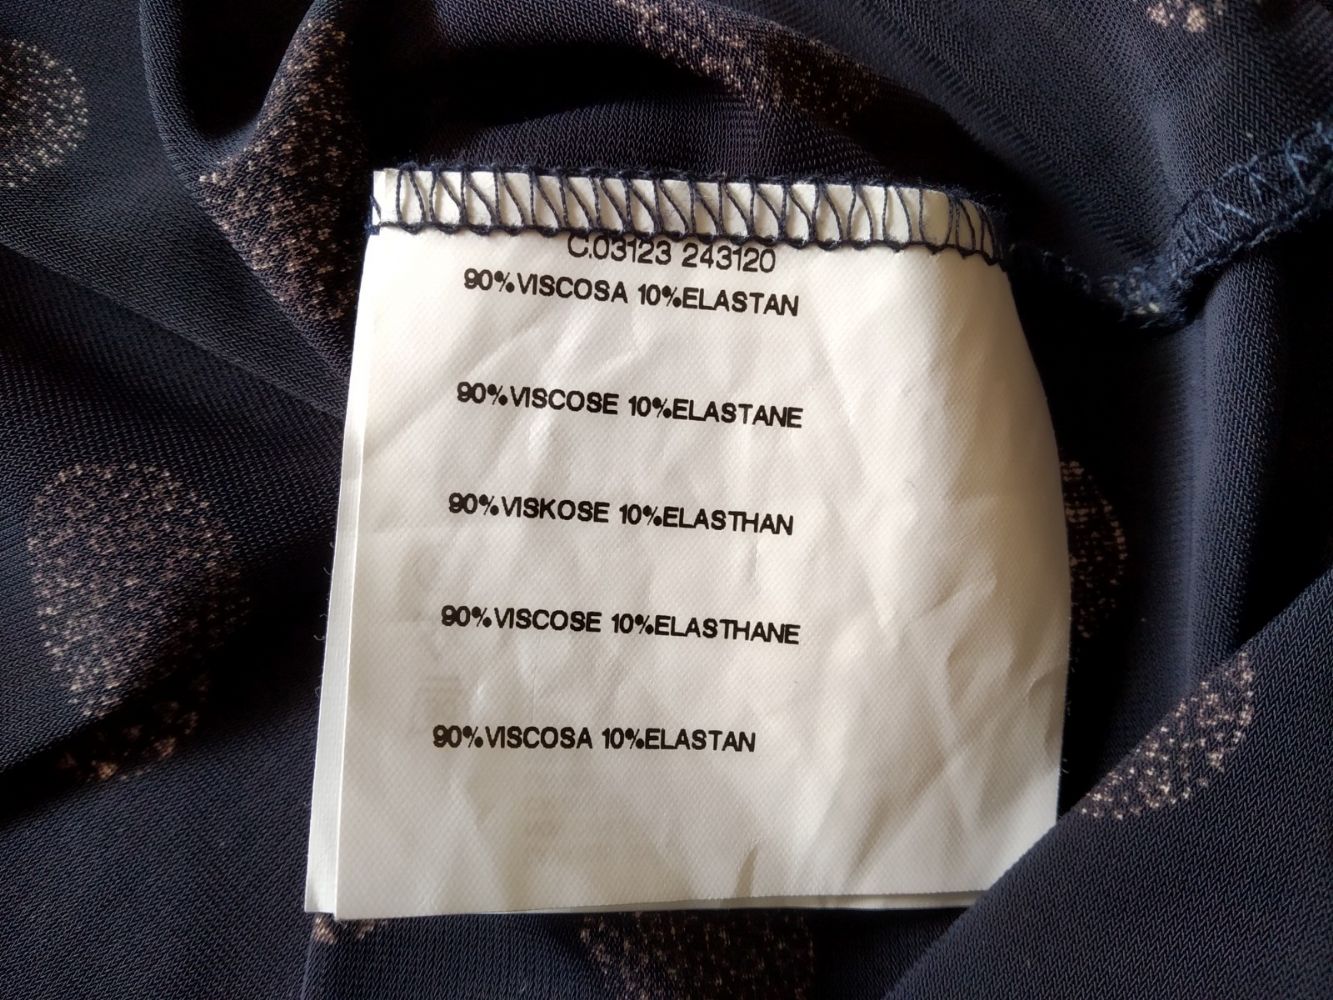 C.03123 243120
90%VISCOSA 10%ELASTAN
90%VISCOSE 10%ELASTANE
90%VISKOSE 10%ELASTHAN
90%VISCOSE 10%ELASTHANE
90%VISCOSA 10%ELASTAN